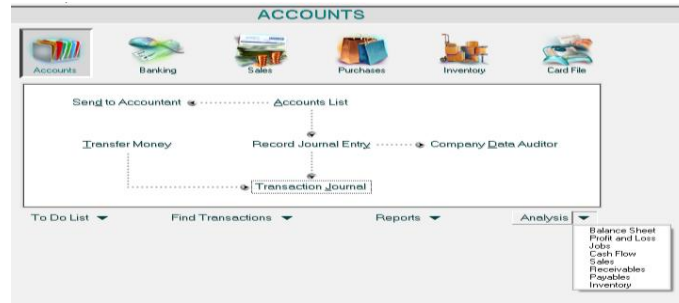 ACCOUNTS
Accounts Banking Sales Purchases Inventory Card File
Send to Accountant Accounts List
Transfer Money Record Journal Entry Company Data Auditor
Transaction Journal
To Do List Find Transactions Reports Analysis
Balance Sheet
Profit and Loss
Jobs
Cash Flow
Sales
Receivables
Payables
Inventory